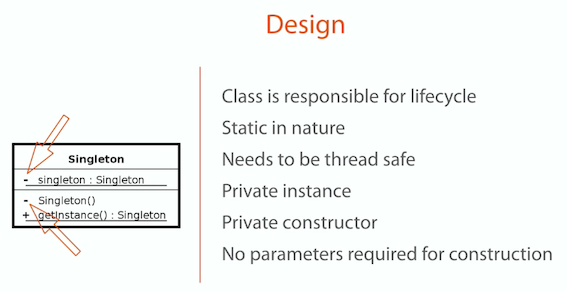 Design
Singleton
- singleton : Singleton
- Singleton()
+ getInstance() : Singleton
Class is responsible for lifecycle
Static in nature
Needs to be thread safe
Private instance
Private constructor
No parameters required for construction